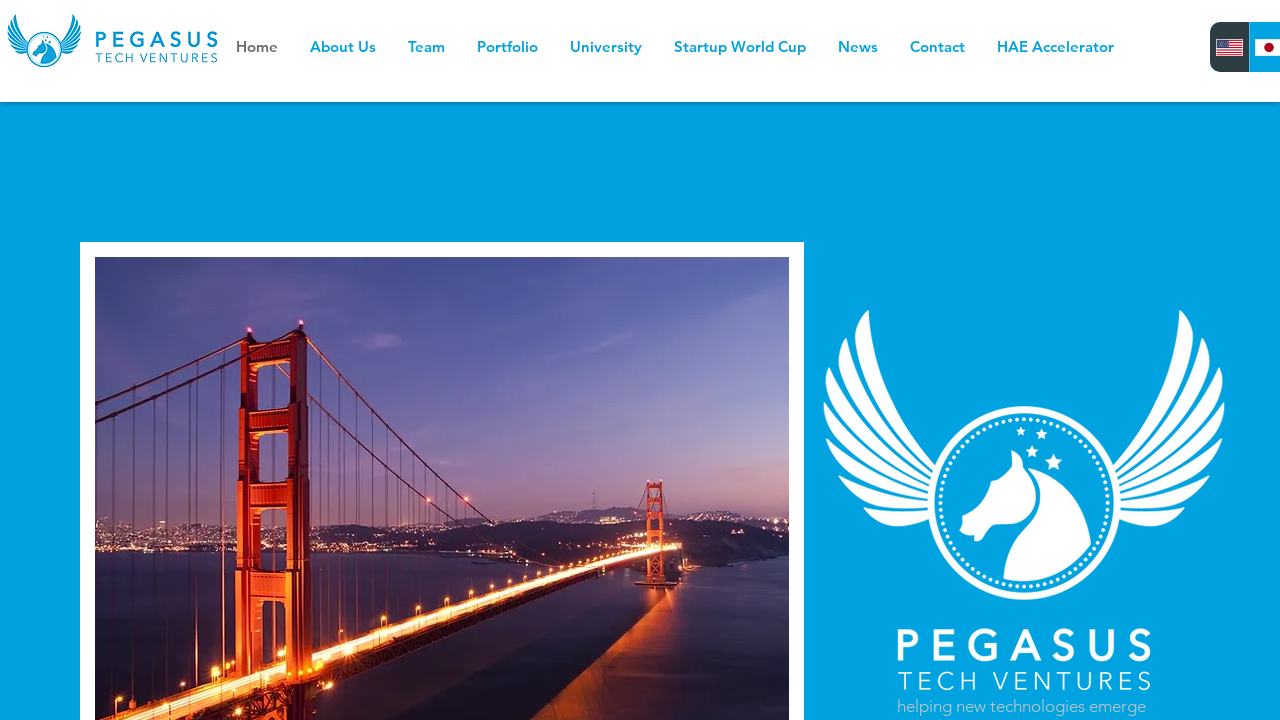 PEGASUS
TECH VENTURES
Home About Us Team Portfolio University Startup World Cup News Contact HAE Accelerator
PEGASUS
TECH VENTURES
helping new technologies emerge